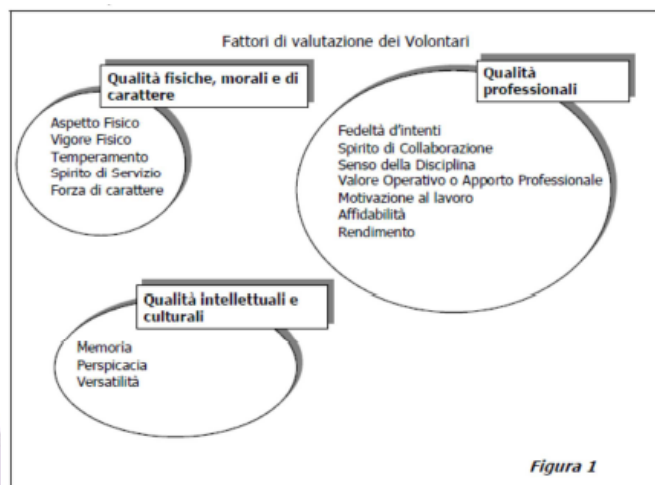 Fattori di valutazione dei Volontari
Qualità fisiche, morali e di
carattere
Aspetto Fisico
Vigore Fisico
Temperamento
Spirito di Servizio
Forza di carattere
Qualità
professionali
Fedeltà d'intenti
Spirito di Collaborazione
Senso della Disciplina
Valore Operativo o Apporto Professionale
Motivazione al lavoro
Affidabilità
Rendimento
Qualità intellettuali e
culturali
Memoria
Perspicacia
Versatilità
Figura 1